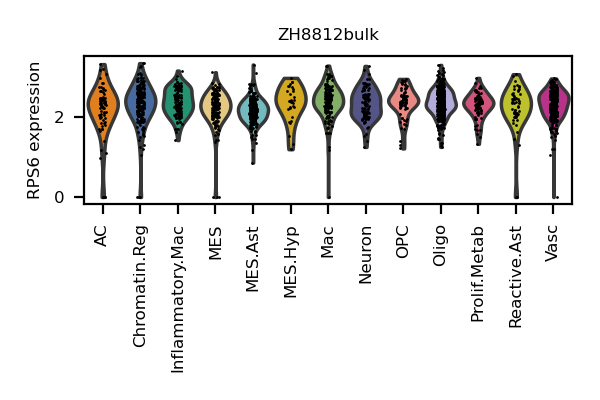 ZH8812bulk
RPS6 expression
2
0
AC
Chromatin.Reg
Inflammatory.Mac
MES
MES.Ast
MES.Hyp
Mac
Neuron
OPC
Oligo
Prolif.Metab
Reactive.Ast
Vasc